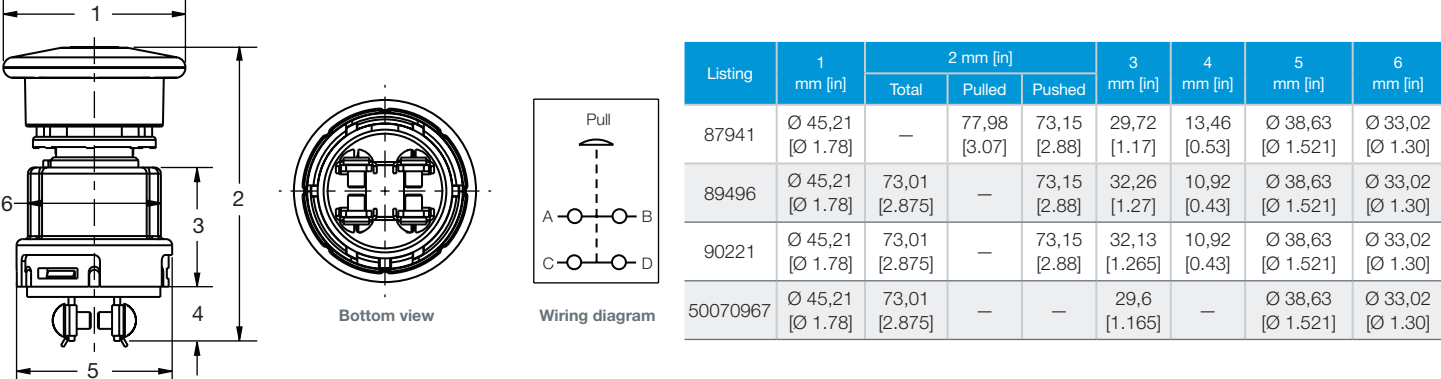 1
2
3
4
5
6
Bottom view
Pull
A B
C D
Wiring diagram
Listing 1 mm [in] 2 mm [in] 3 mm [in] 4 mm [in] 5 mm [in] 6 mm [in]
Total Pulled Pushed
87941 Ø 45,21 — 77,98 73,15 29,72 13,46 Ø 38,63 Ø 33,02
[Ø 1.78] [3.07] [2.88] [1.17] [0.53] [Ø 1.521] [Ø 1.30]
89496 Ø 45,21 73,01 — 73,15 32,26 10,92 Ø 38,63 Ø 33,02
[Ø 1.78] [2.875] [2.88] [1.27] [0.43] [Ø 1.521] [Ø 1.30]
90221 Ø 45,21 73,01 — 73,15 32,13 10,92 Ø 38,63 Ø 33,02
[Ø 1.78] [2.875] [2.88] [1.265] [0.43] [Ø 1.521] [Ø 1.30]
50070967 Ø 45,21 73,01 — — 29,6 — Ø 38,63 Ø 33,02
[Ø 1.78] [2.875] [1.165] [Ø 1.521] [Ø 1.30]